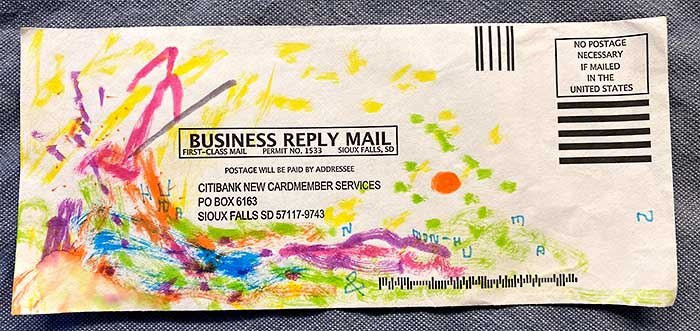 NO POSTAGE
NECESSARY
IF MAILED
IN THE
UNITED STATES
BUSINESS REPLY MAIL
FIRST-CLASS MAIL PERMIT NO. 1533 SIOUX FALLS, SD
POSTAGE WILL BE PAID BY ADDRESSEE
CITIBANK NEW CARDMEMBER SERVICES
PO BOX 6163
SIOUX FALLS SD 57117-9743